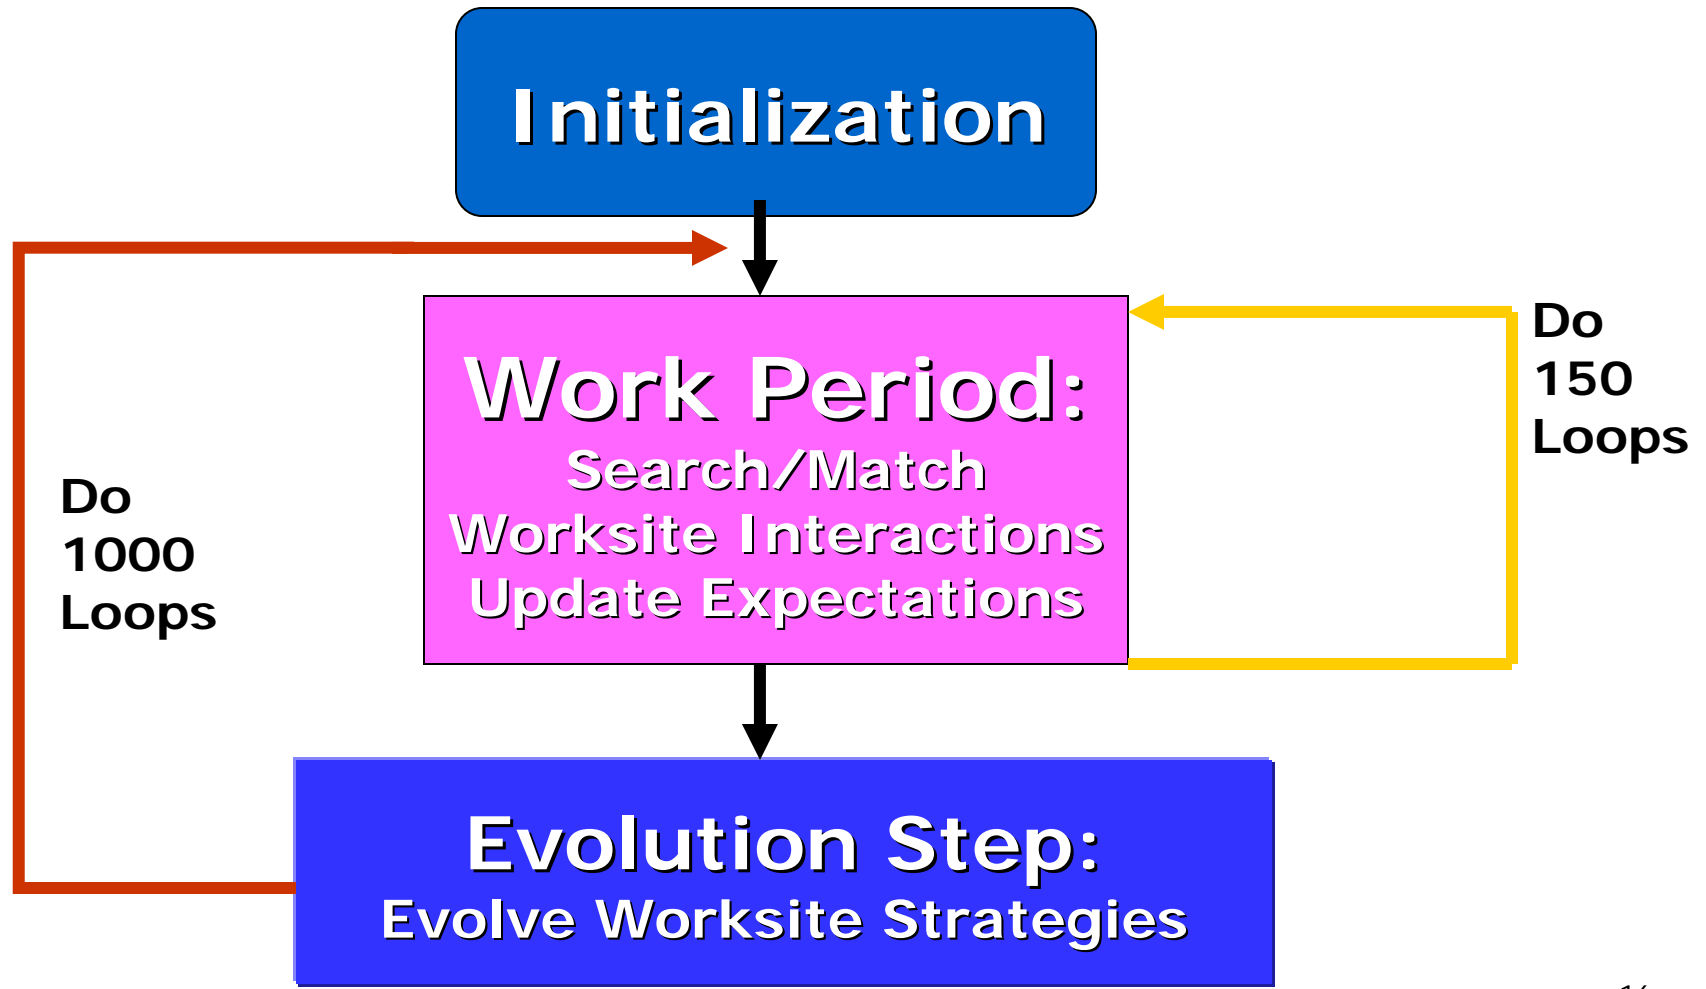 Initialization
Work Period:
Search/Match
Worksite Interactions
Update Expectations
Do
150
Loops
Do
1000
Loops
Evolution Step:
Evolve Worksite Strategies